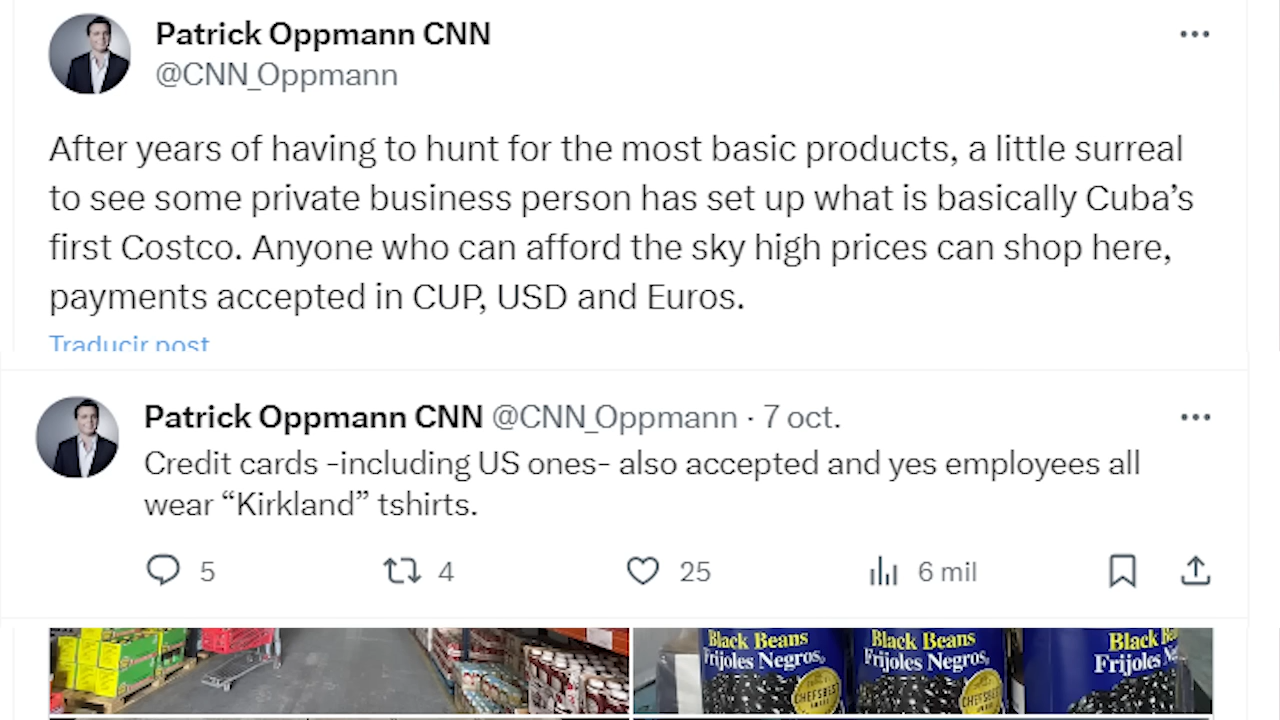 Patrick Oppmann CNN
@CNN_Oppmann
After years of having to hunt for the most basic products, a little surreal
to see some private business person has set up what is basically Cuba’s
first Costco. Anyone who can afford the sky high prices can shop here,
payments accepted in CUP, USD and Euros.
Traducir post
Patrick Oppmann CNN @CNN_Oppmann · 7 oct.
Credit cards -including US ones- also accepted and yes employees all
wear “Kirkland” tshirts.
5 4 25 6 mil
Black Beans Black Beans Black
Frijoles Negros Frijoles Negros Frijoles
CHEFSBEST CHEFSBEST
AWARD AWARD